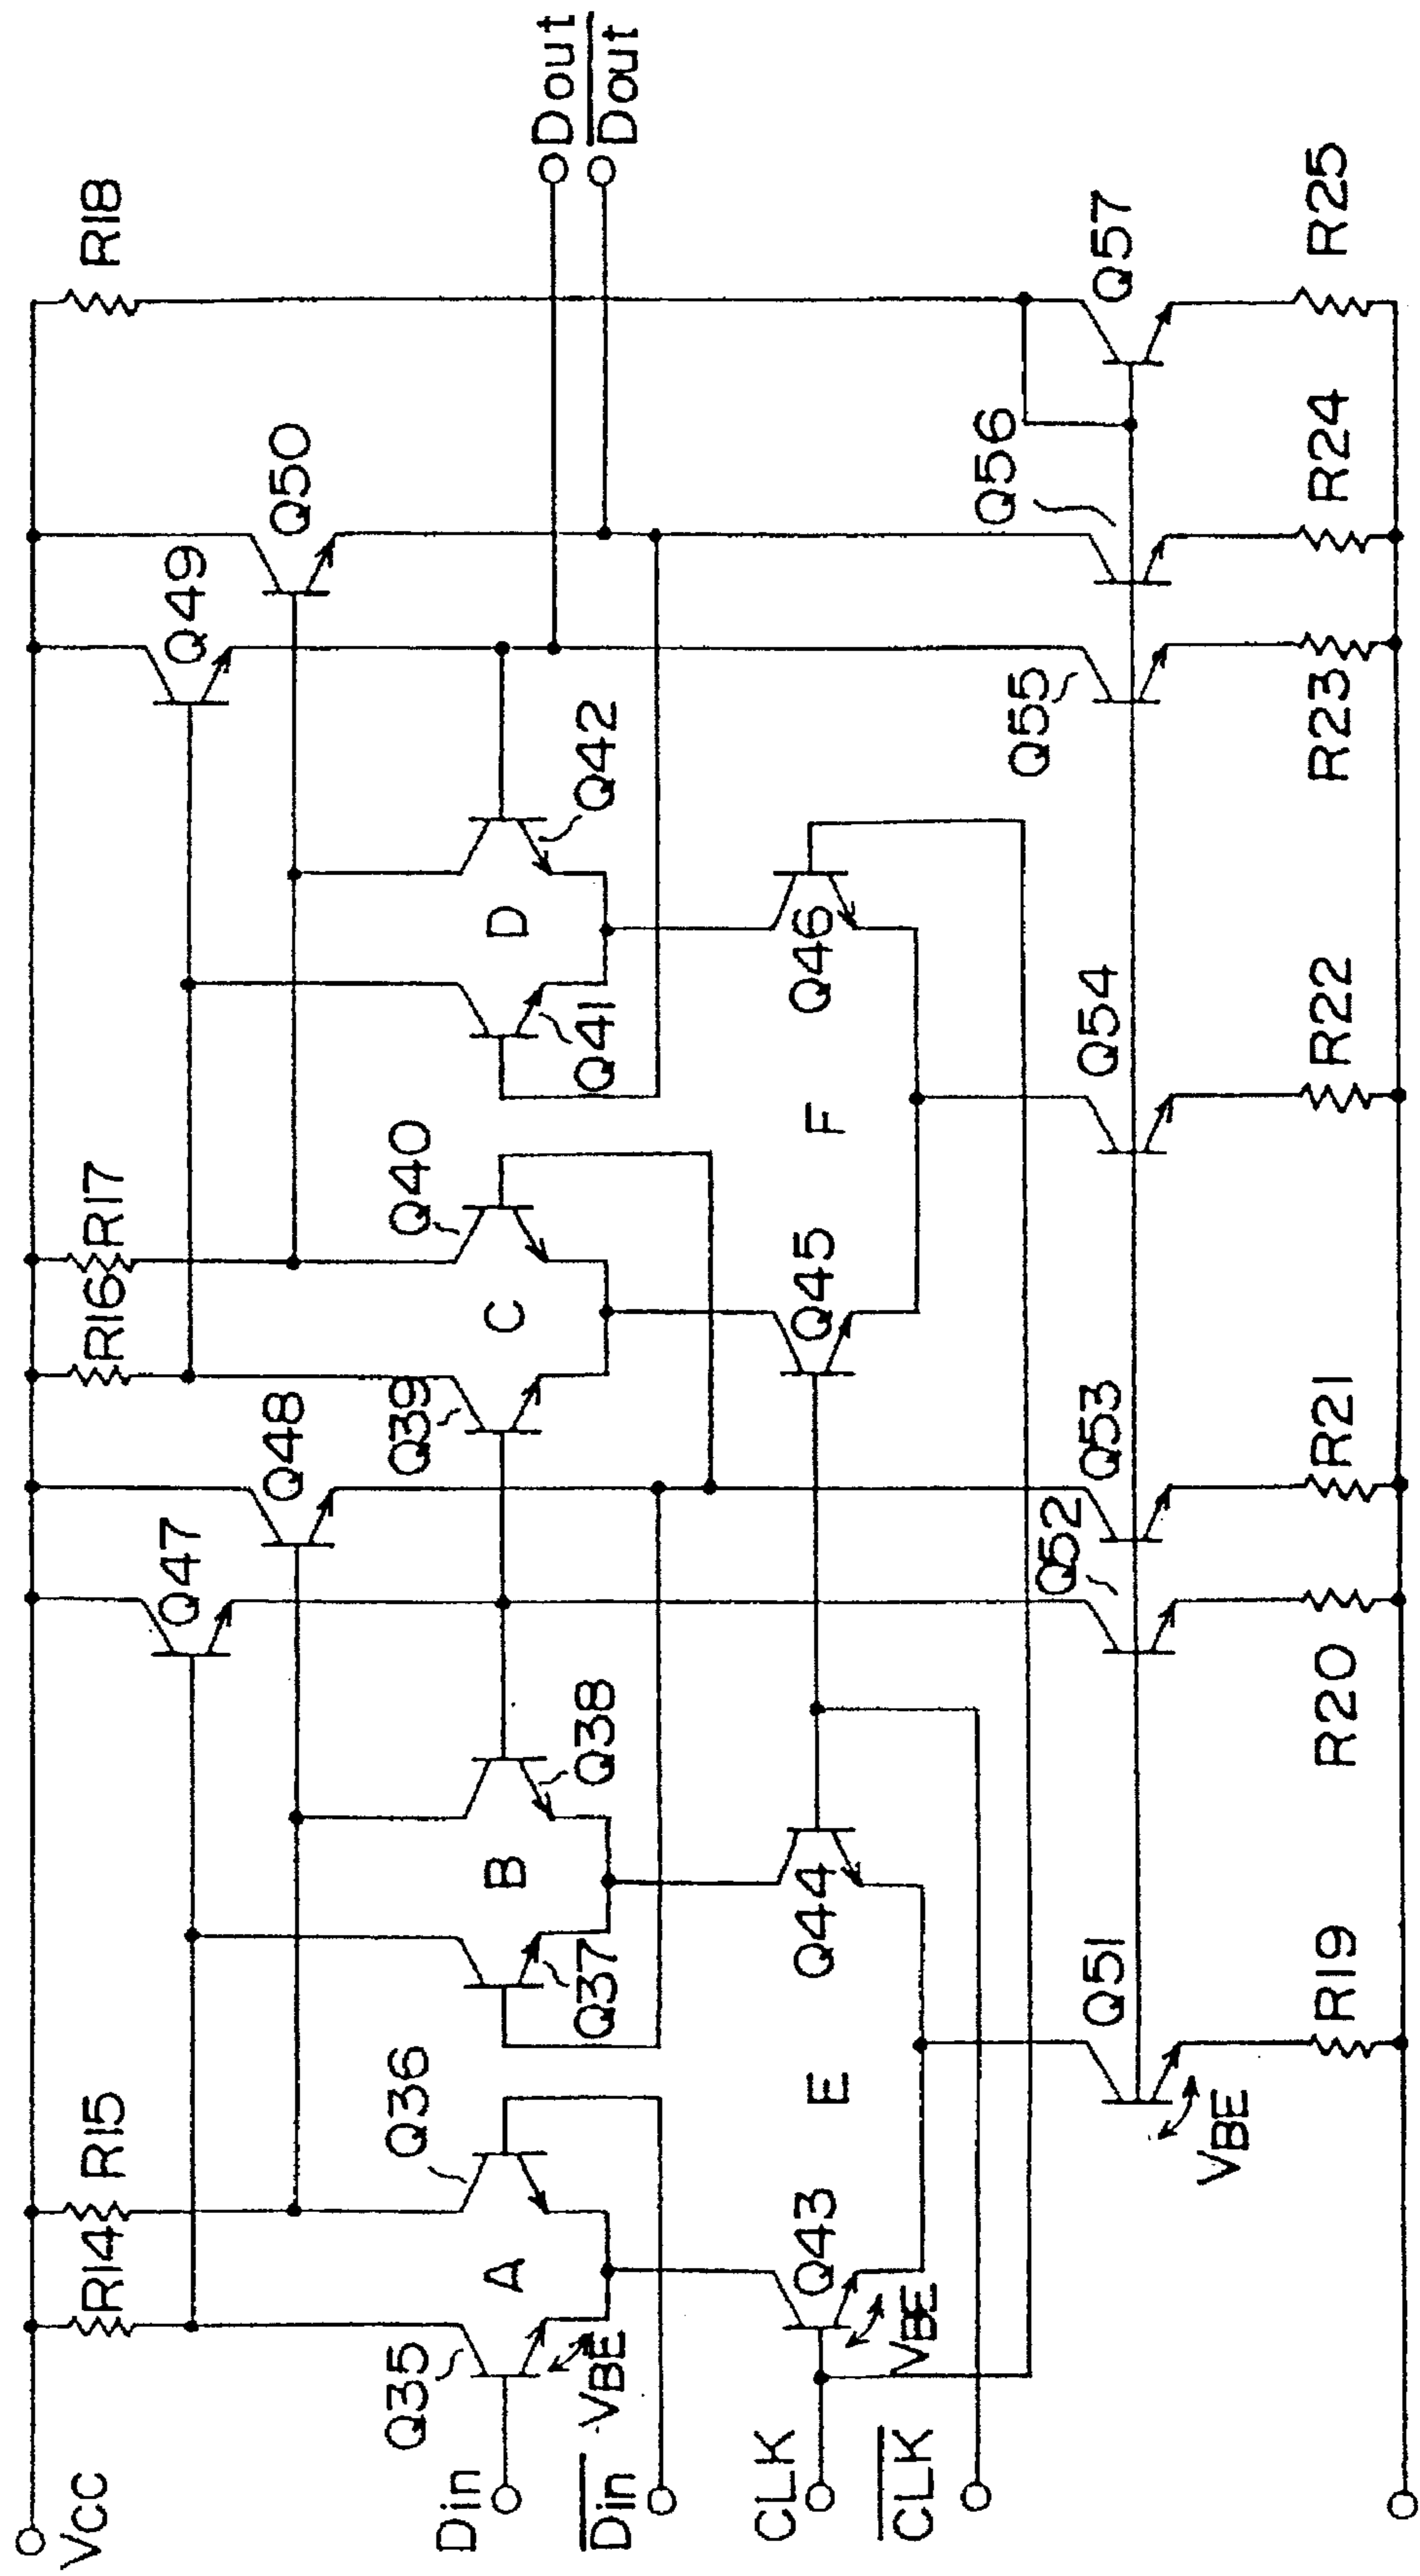 Vcc
R14
R15
R16
R17
R18
Q47
Q48
Q49
Q50
Q35
Q36
Q39
Q40
Din
A
B
C
D
Dout
VBE
Q37
Q38
Q41
Q42
Din
Dout
CLK
Q43
Q44
Q45
Q46
VBE
E
F
CLK
Q51
Q52
Q53
Q54
Q55
Q56
Q57
VBE
R19
R20
R21
R22
R23
R24
R25